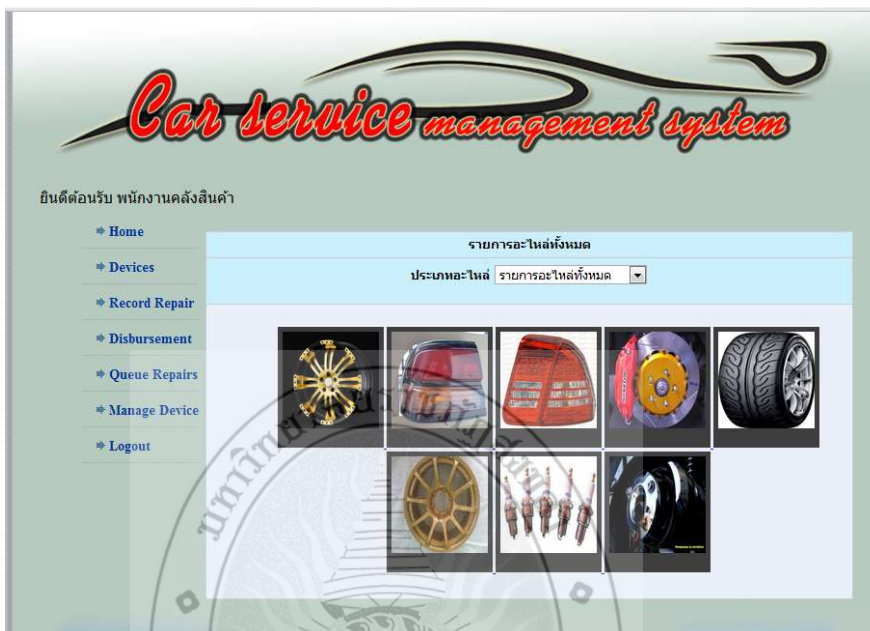 Car service management system
ยินดีต้อนรับ พนักงานคลังสินค้า
Home
Devices
Record Repair
Disbursement
Queue Repairs
Manage Device
Logout
รายการอะไหล่ทั้งหมด
ประเภทอะไหล่ รายการอะไหล่ทั้งหมด